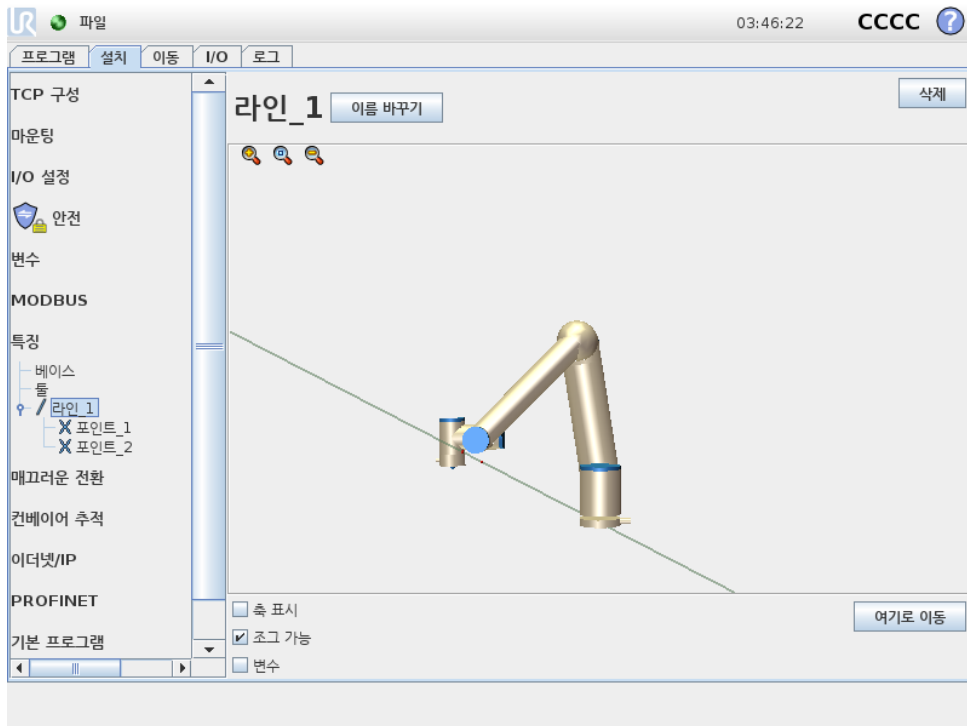 UR 파일 03:46:22 CCCC ?
프로그램 설치 이동 I/O 로그
TCP 구성
마운팅
I/O 설정
안전
변수
MODBUS
특징
베이스
툴
라인_1
포인트_1
포인트_2
매끄러운 전환
컨베이어 추적
이더넷/IP
PROFINET
기본 프로그램
라인_1 이름 바꾸기 삭제
축 표시
조그 가능
변수
여기로 이동